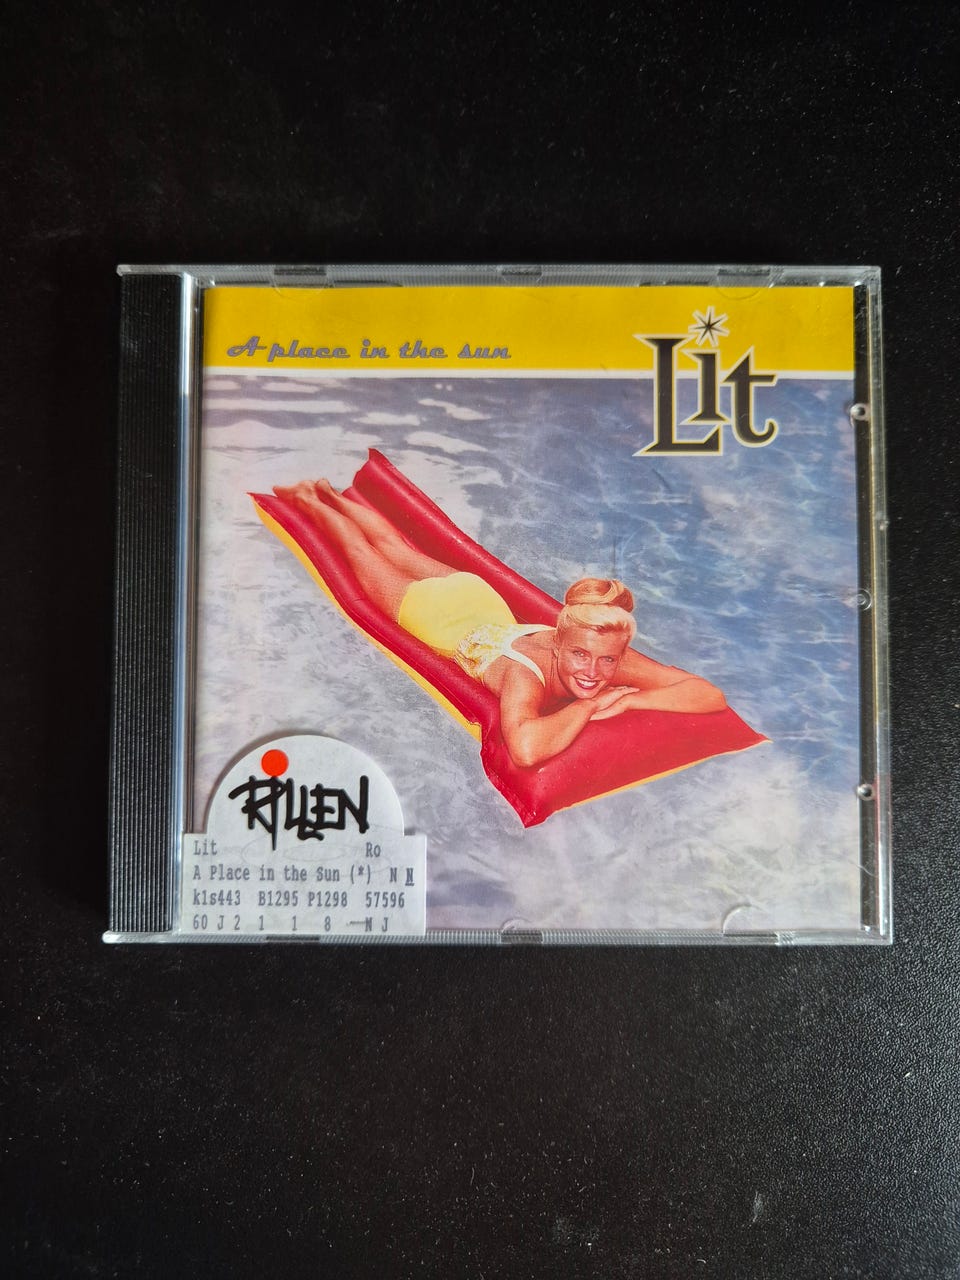 A place in the sun
Lit
RILLEN
Lit Ro
A Place in the Sun (*) N N
k1s443 B1295 P1298 57596
60 J 2 1 1 8 — N J